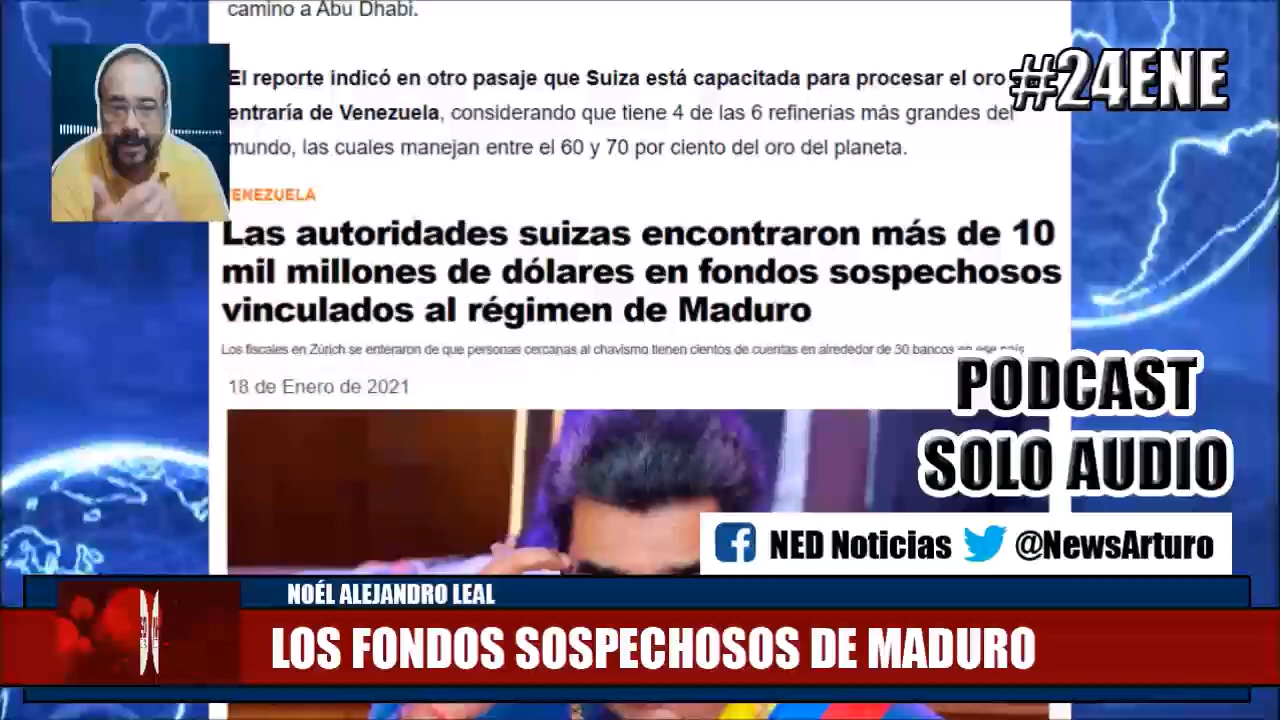 camino a Abu Dhabi.
El reporte indicó en otro pasaje que Suiza está capacitada para procesar el oro
#24ENE
entraría de Venezuela, considerando que tiene 4 de las 6 refinerías más grandes del
mundo, las cuales manejan entre el 60 y 70 por ciento del oro del planeta.
ENEZUELA
Las autoridades suizas encontraron más de 10
mil millones de dólares en fondos sospechosos
vinculados al régimen de Maduro
Los fiscales en Zúrich se enteraron de que personas cercanas al chavismo tienen cientos de cuentas en alrededor de 30 bancos en ese país
18 de Enero de 2021
PODCAST
SOLO AUDIO
NED Noticias @NewsArturo
NOÉL ALEJANDRO LEAL
LOS FONDOS SOSPECHOSOS DE MADURO